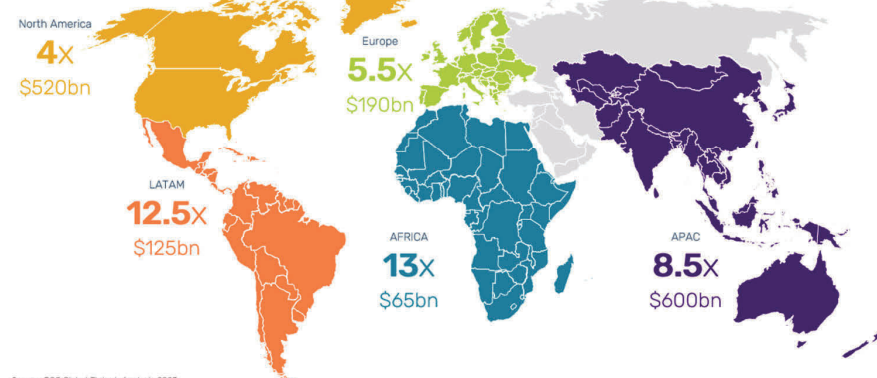 North America
4x
$520bn
Europe
5.5x
$190bn
LATAM
12.5x
$125bn
AFRICA
13x
$65bn
APAC
8.5x
$600bn